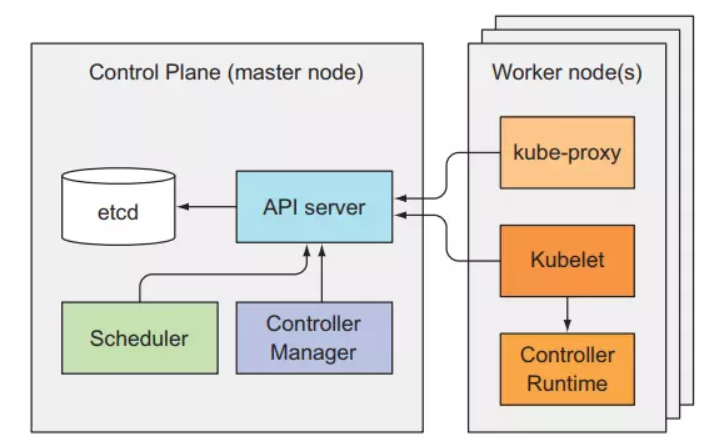 Control Plane (master node)
Worker node(s)
kube-proxy
etcd
API server
Kubelet
Scheduler
Controller
Manager
Controller
Runtime